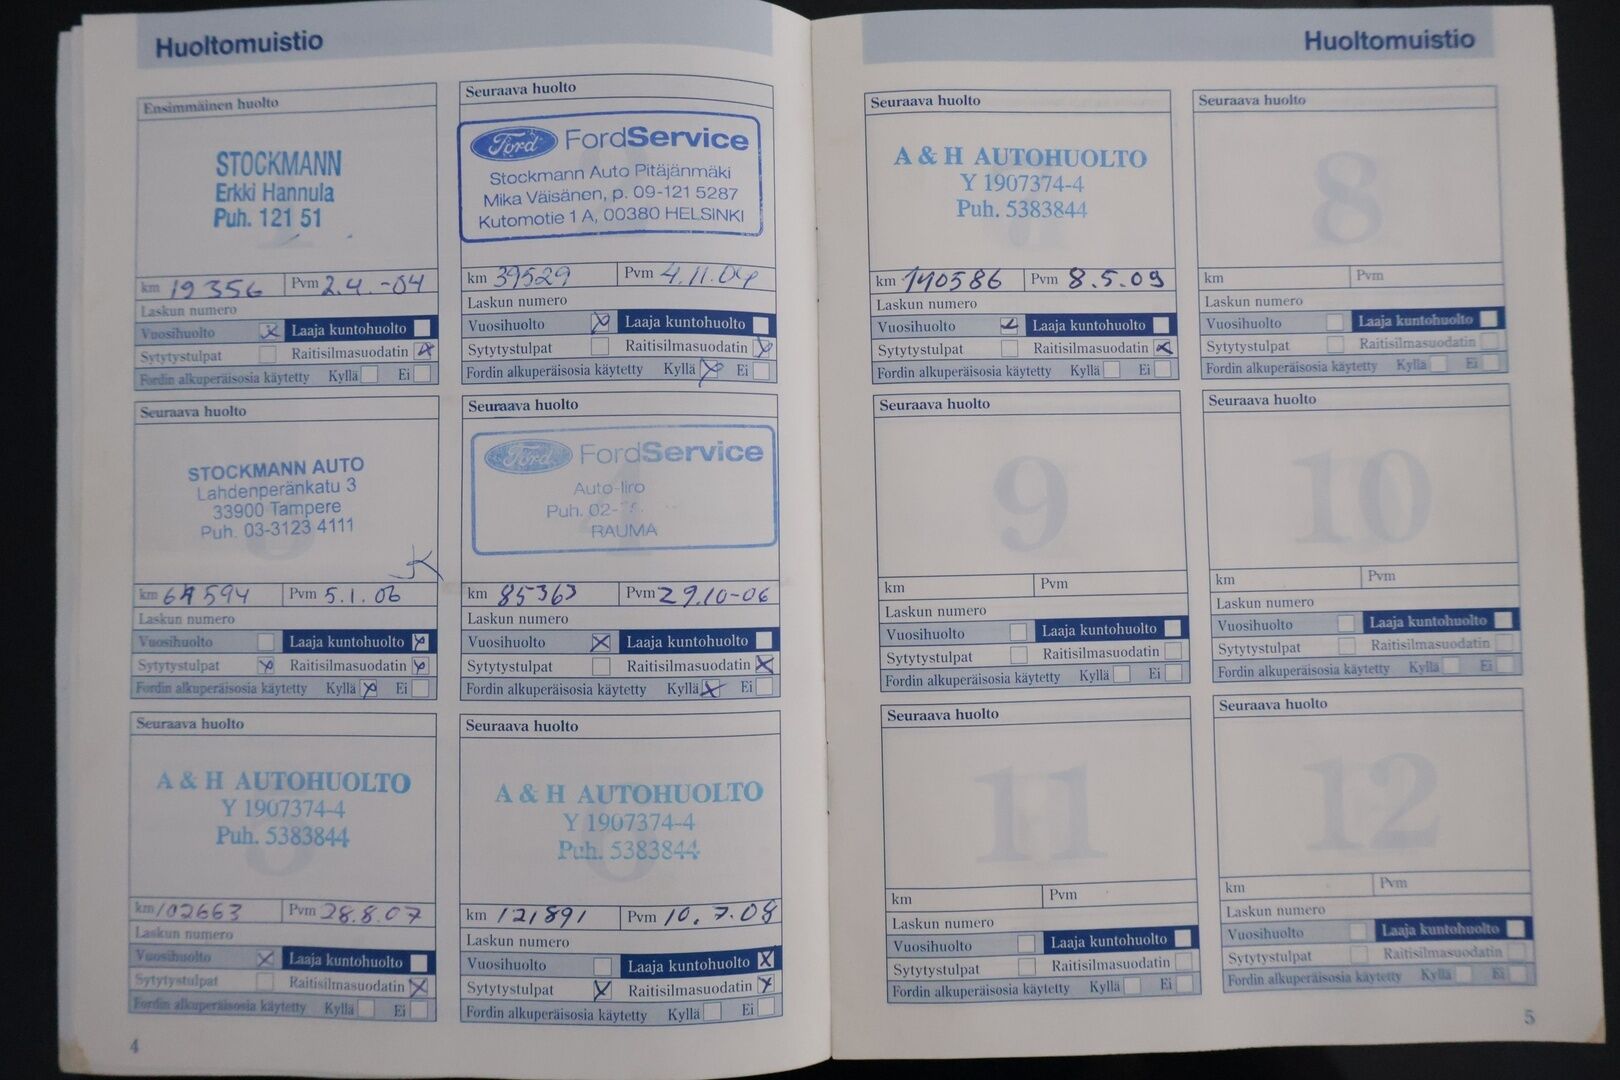 Huoltomuistio
Ensimmäinen huolto
STOCKMANN
Erkki Hannula
Puh. 121 51
km 19356 Pvm 2.4.-04
Laskun numero
Vuosihuolto Laaja kuntohuolto
Sytytystulpat Raitisilmasuodatin
Fordin alkuperäisosia käytetty Kyllä Ei
Seuraava huolto
Ford FordService
Stockmann Auto Pitäjänmäki
Mika Väisänen, p. 09-121 5287
Kutomotie 1 A, 00380 HELSINKI
km 39529 Pvm 4.11.04
Laskun numero
Vuosihuolto Laaja kuntohuolto
Sytytystulpat Raitisilmasuodatin
Fordin alkuperäisosia käytetty Kyllä Ei
Seuraava huolto
STOCKMANN AUTO
Lahdenperänkatu 3
33900 Tampere
Puh. 03-3123 4111
km Pvm 5.1.06
Laskun numero
Vuosihuolto Laaja kuntohuolto
Sytytystulpat Raitisilmasuodatin
Fordin alkuperäisosia käytetty Kyllä Ei
Seuraava huolto
Ford FordService
Auto-Iiro
Puh. 02-
RAUMA
km 85363 Pvm 29.10-06
Laskun numero
Vuosihuolto Laaja kuntohuolto
Sytytystulpat Raitisilmasuodatin
Fordin alkuperäisosia käytetty Kyllä Ei
Seuraava huolto
A & H AUTOHUOLTO
Y 1907374-4
Puh. 5383844
km 102663 Pvm 28.8.07
Laskun numero
Vuosihuolto Laaja kuntohuolto
Sytytystulpat Raitisilmasuodatin
Fordin alkuperäisosia käytetty Kyllä Ei
Seuraava huolto
A & H AUTOHUOLTO
Y 1907374-4
Puh. 5383844
km 121891 Pvm 10.7.08
Laskun numero
Vuosihuolto Laaja kuntohuolto
Sytytystulpat Raitisilmasuodatin
Fordin alkuperäisosia käytetty Kyllä Ei
4
Huoltomuistio
Seuraava huolto
A & H AUTOHUOLTO
Y 1907374-4
Puh. 5383844
km 140586 Pvm 8.5.09
Laskun numero
Vuosihuolto Laaja kuntohuolto
Sytytystulpat Raitisilmasuodatin
Fordin alkuperäisosia käytetty Kyllä Ei
Seuraava huolto
8
km Pvm
Laskun numero
Vuosihuolto Laaja kuntohuolto
Sytytystulpat Raitisilmasuodatin
Fordin alkuperäisosia käytetty Kyllä Ei
Seuraava huolto
9
km Pvm
Laskun numero
Vuosihuolto Laaja kuntohuolto
Sytytystulpat Raitisilmasuodatin
Fordin alkuperäisosia käytetty Kyllä Ei
Seuraava huolto
10
km Pvm
Laskun numero
Vuosihuolto Laaja kuntohuolto
Sytytystulpat Raitisilmasuodatin
Fordin alkuperäisosia käytetty Kyllä Ei
Seuraava huolto
11
km Pvm
Laskun numero
Vuosihuolto Laaja kuntohuolto
Sytytystulpat Raitisilmasuodatin
Fordin alkuperäisosia käytetty Kyllä Ei
Seuraava huolto
12
km Pvm
Laskun numero
Vuosihuolto Laaja kuntohuolto
Sytytystulpat Raitisilmasuodatin
Fordin alkuperäisosia käytetty Kyllä Ei
5